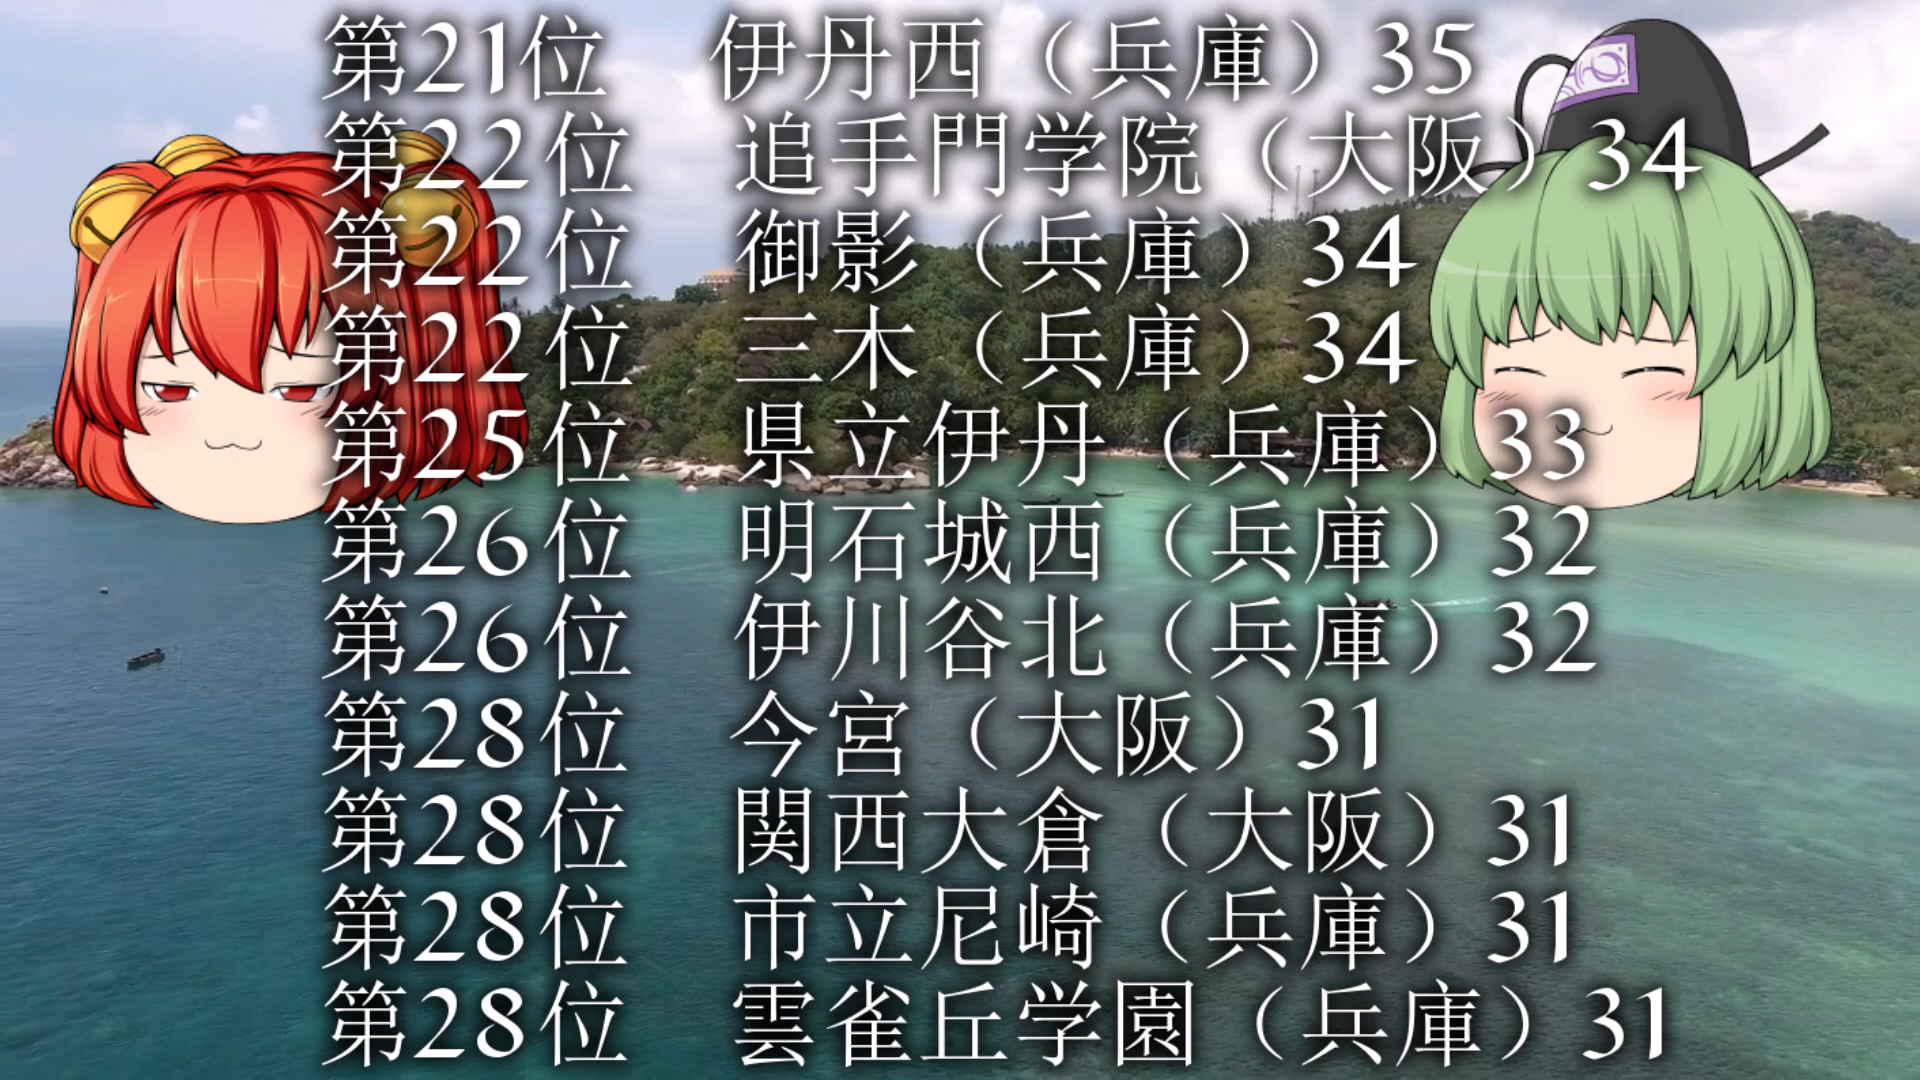 第21位 伊丹西（兵庫）35
第22位 追手門学院（大阪）34
第22位 御影（兵庫）34
第22位 三木（兵庫）34
第25位 県立伊丹（兵庫）33
第26位 明石城西（兵庫）32
第26位 伊川谷北（兵庫）32
第28位 今宮（大阪）31
第28位 関西大倉（大阪）31
第28位 市立尼崎（兵庫）31
第28位 雲雀丘学園（兵庫）31